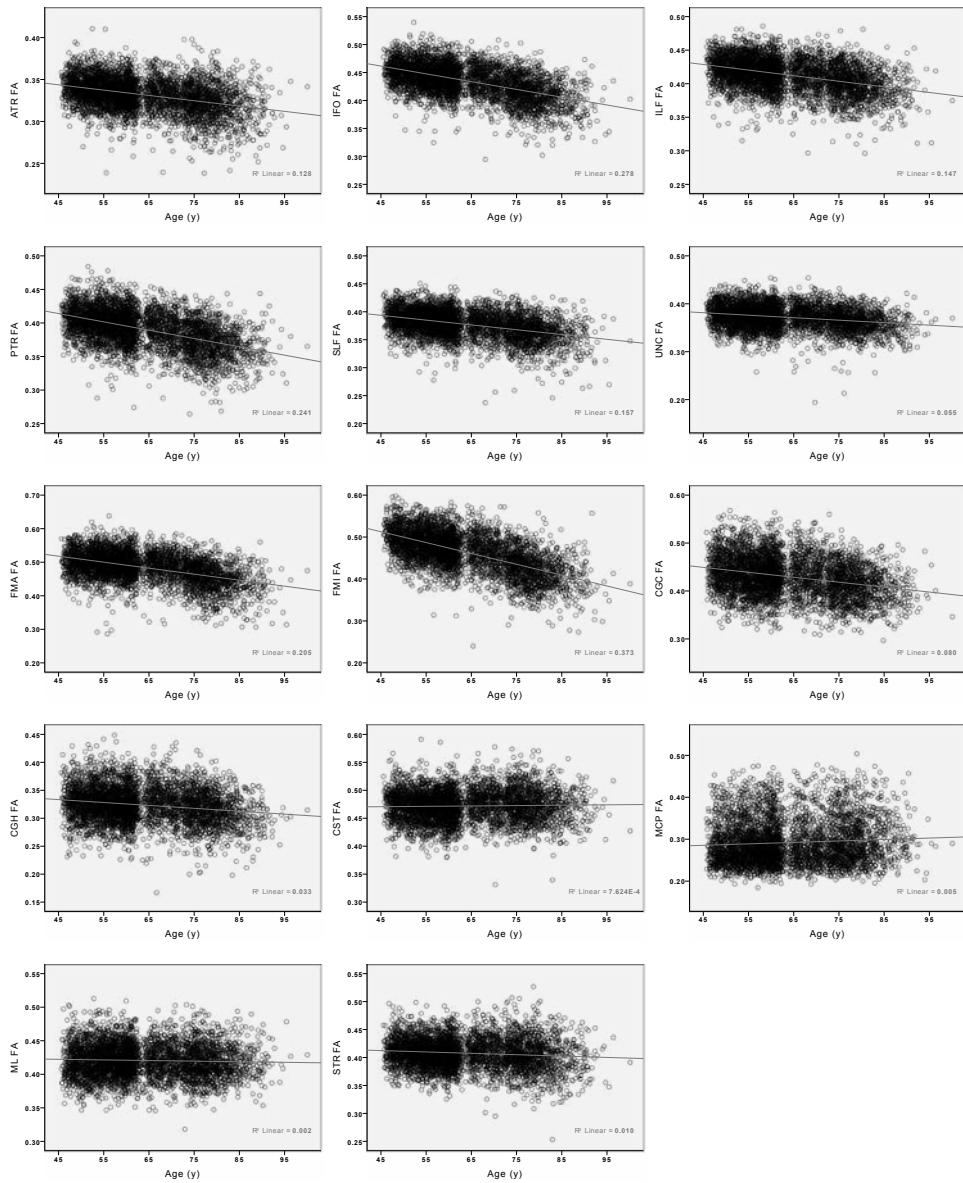 ATR FA
0.40
0.35
0.30
0.25
R² Linear = 0.128
45 55 65 75 85 95
Age (y)
IFO FA
0.55
0.50
0.45
0.40
0.35
0.30
0.25
R² Linear = 0.278
45 55 65 75 85 95
Age (y)
ILF FA
0.50
0.45
0.40
0.35
0.30
0.25
R² Linear = 0.147
45 55 65 75 85 95
Age (y)
PTR FA
0.50
0.45
0.40
0.35
0.30
0.25
R² Linear = 0.241
45 55 65 75 85 95
Age (y)
SLF FA
0.50
0.45
0.40
0.35
0.30
0.25
0.20
R² Linear = 0.157
45 55 65 75 85 95
Age (y)
UNC FA
0.50
0.40
0.30
0.20
R² Linear = 0.055
45 55 65 75 85 95
Age (y)
FMA FA
0.70
0.60
0.50
0.40
0.30
0.20
R² Linear = 0.205
45 55 65 75 85 95
Age (y)
FMI FA
0.60
0.50
0.40
0.30
0.20
R² Linear = 0.373
45 55 65 75 85 95
Age (y)
CGC FA
0.60
0.50
0.40
0.30
R² Linear = 0.080
45 55 65 75 85 95
Age (y)
CGH FA
0.45
0.40
0.35
0.30
0.25
0.20
0.15
R² Linear = 0.033
45 55 65 75 85 95
Age (y)
CST FA
0.60
0.55
0.50
0.45
0.40
0.35
0.30
R² Linear = 7.624E-4
45 55 65 75 85 95
Age (y)
MCP FA
0.50
0.40
0.30
0.20
R² Linear = 0.005
45 55 65 75 85 95
Age (y)
ML FA
0.55
0.50
0.45
0.40
0.35
0.30
R² Linear = 0.002
45 55 65 75 85 95
Age (y)
STR FA
0.55
0.50
0.45
0.40
0.35
0.30
0.25
R² Linear = 0.010
45 55 65 75 85 95
Age (y)